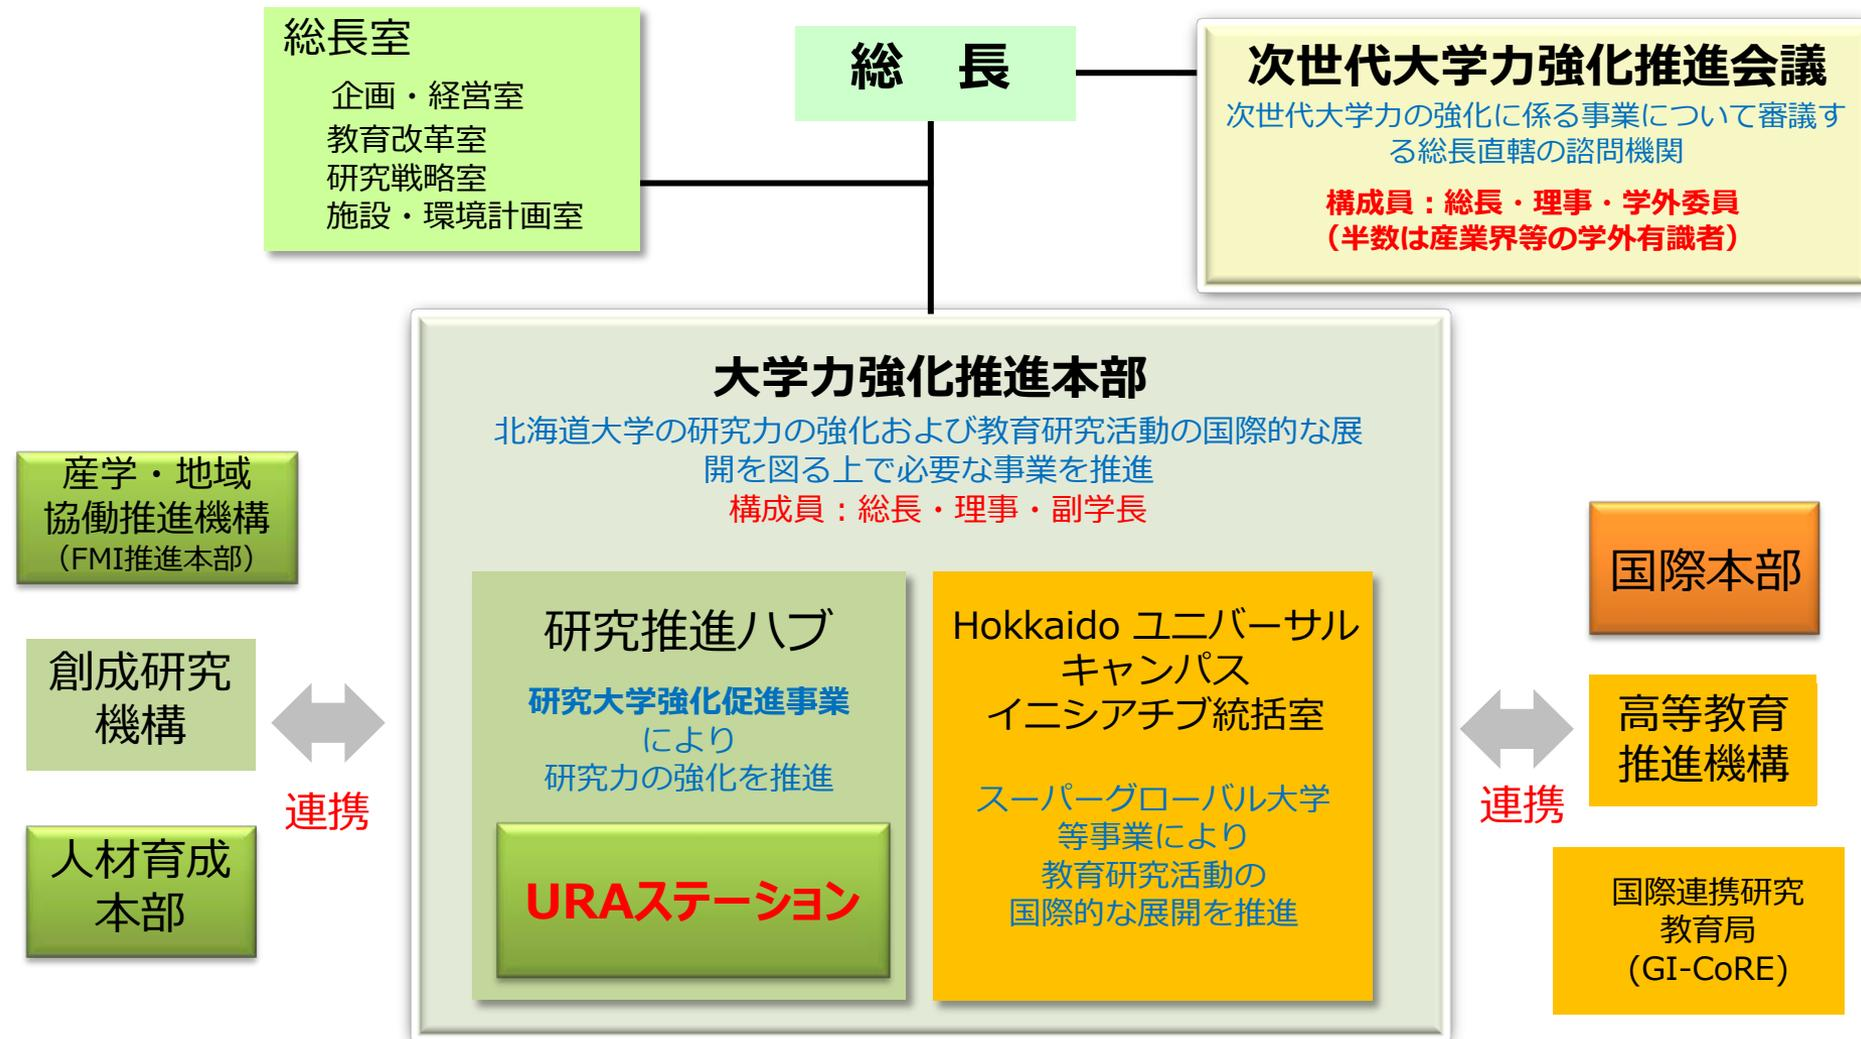 総長室
企画・経営室
教育改革室
研究戦略室
施設・環境計画室
総　長
次世代大学力強化推進会議
次世代大学力の強化に係る事業について審議す
る総長直轄の諮問機関
構成員：総長・理事・学外委員
（半数は産業界等の学外有識者）
大学力強化推進本部
北海道大学の研究力の強化および教育研究活動の国際的な展
開を図る上で必要な事業を推進
構成員：総長・理事・副学長
産学・地域
協働推進機構
（FMI推進本部）
創成研究
機構
人材育成
本部
連携
研究推進ハブ
研究大学強化促進事業
により
研究力の強化を推進
URAステーション
Hokkaido ユニバーサル
キャンパス
イニシアチブ統括室
スーパーグローバル大学
等事業により
教育研究活動の
国際的な展開を推進
連携
国際本部
高等教育
推進機構
国際連携研究
教育局
(GI-CoRE)